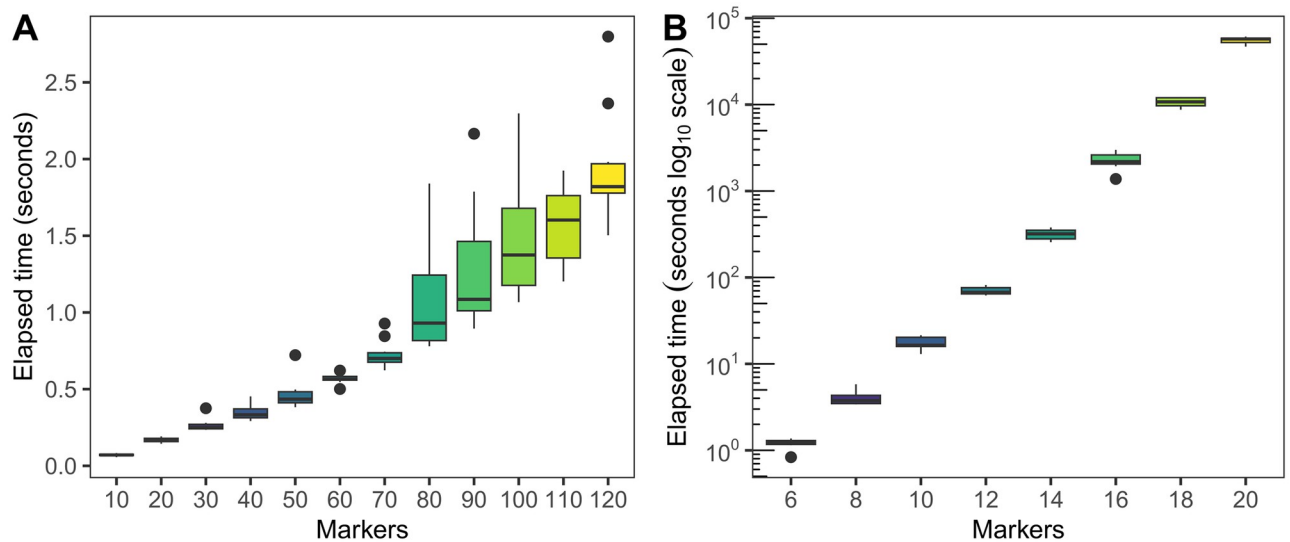 A
Elapsed time (seconds)
2.5
2.0
1.5
1.0
0.5
0.0
10 20 30 40 50 60 70 80 90 100 110 120
Markers
B
Elapsed time (seconds log₁₀ scale)
10⁵
10⁴
10³
10²
10¹
10⁰
6 8 10 12 14 16 18 20
Markers